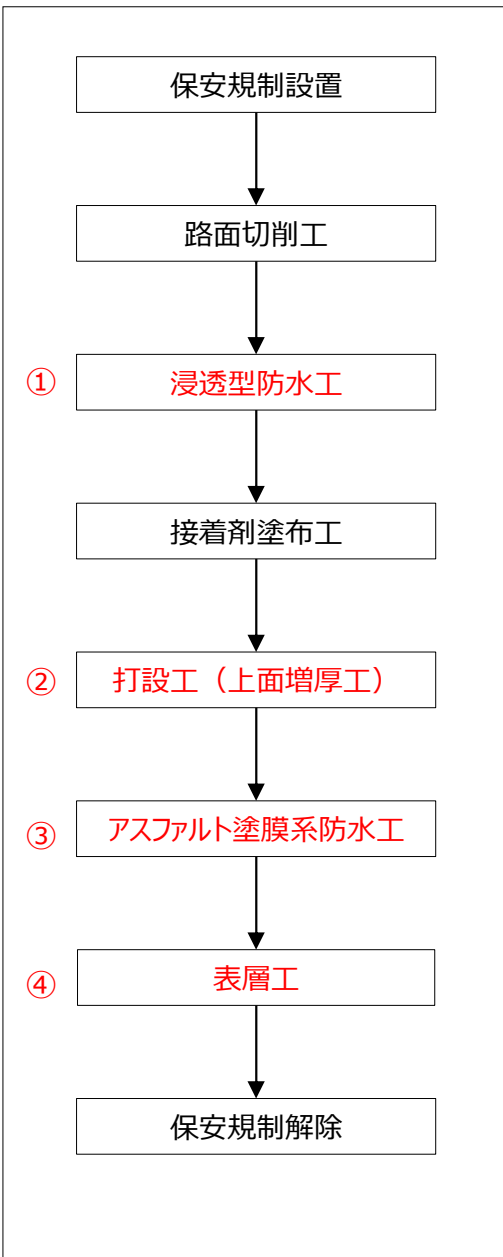 保安規制設置
路面切削工
① 浸透型防水工
接着剤塗布工
② 打設工（上面増厚工）
③ アスファルト塗膜系防水工
④ 表層工
保安規制解除